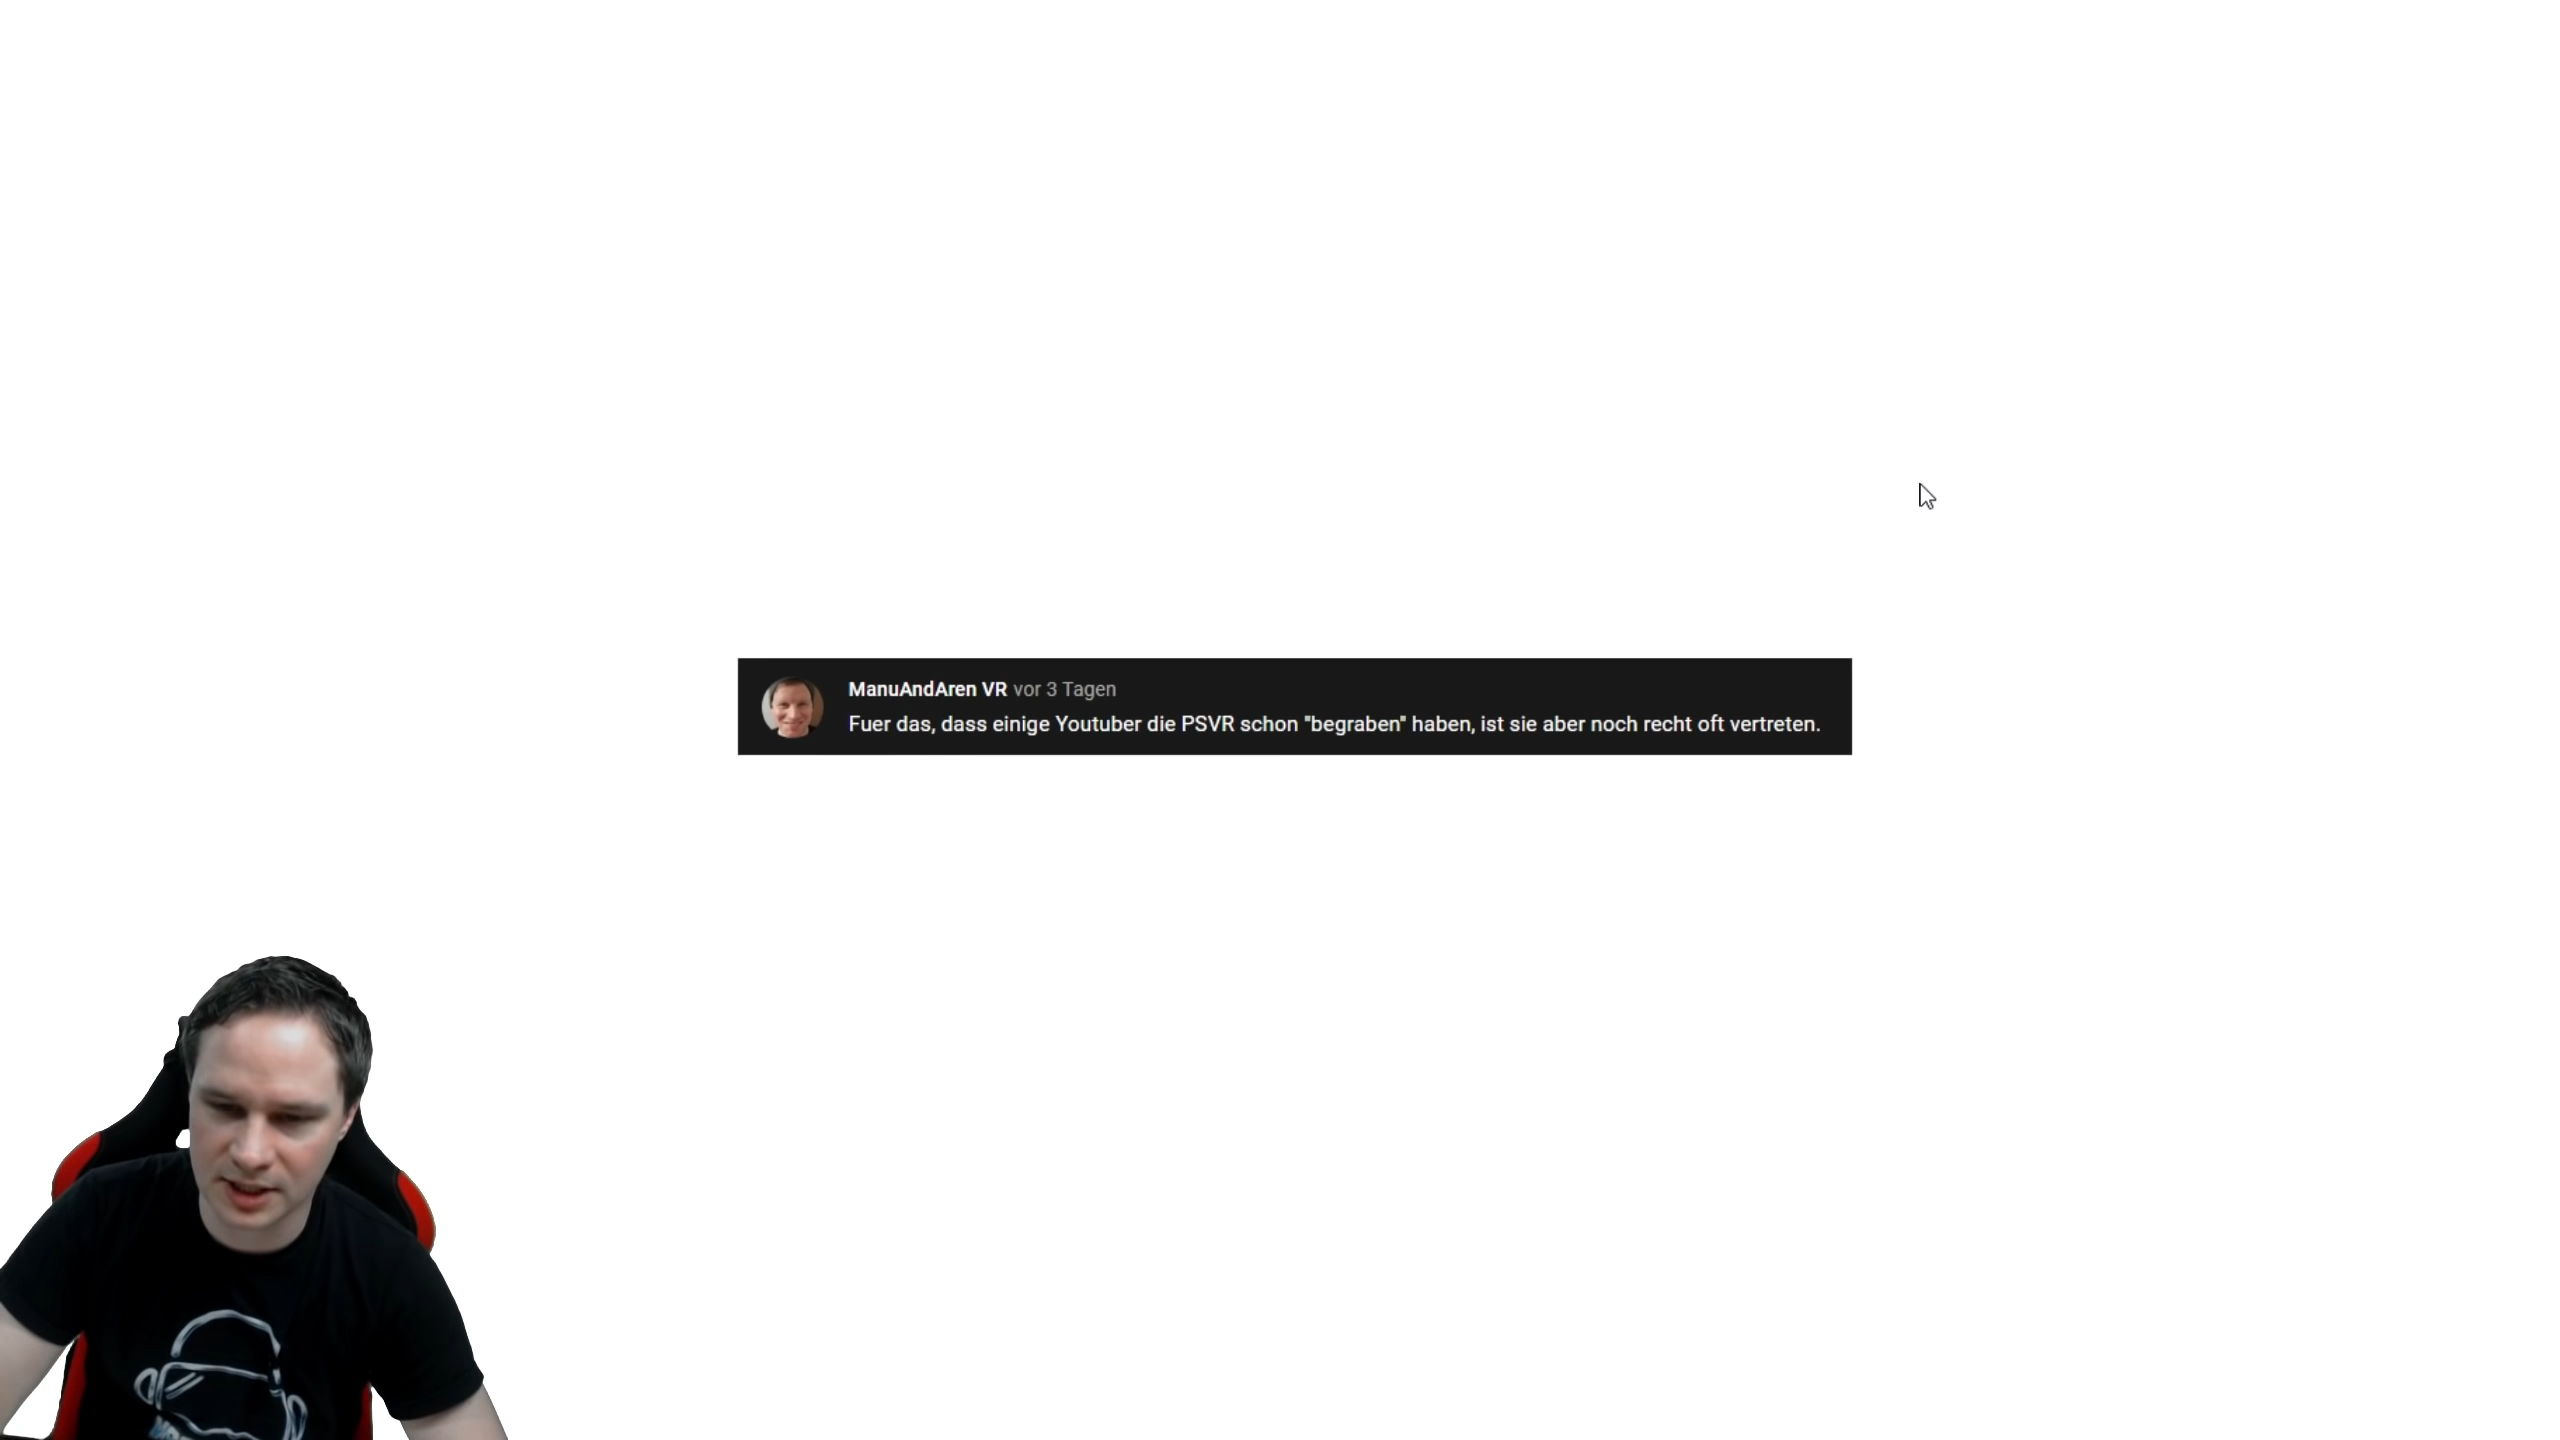 ManuAndAren VR vor 3 Tagen
Fuer das, dass einige Youtuber die PSVR schon "begraben" haben, ist sie aber noch recht oft vertreten.